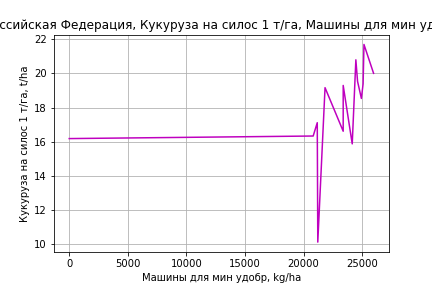 ссийская Федерация, Кукуруза на силос 1 т/га, Машины для мин уд
22
20
18
16
14
12
10
Кукуруза на силос 1 т/га, t/ha
0 5000 10000 15000 20000 25000
Машины для мин удобр, kg/ha